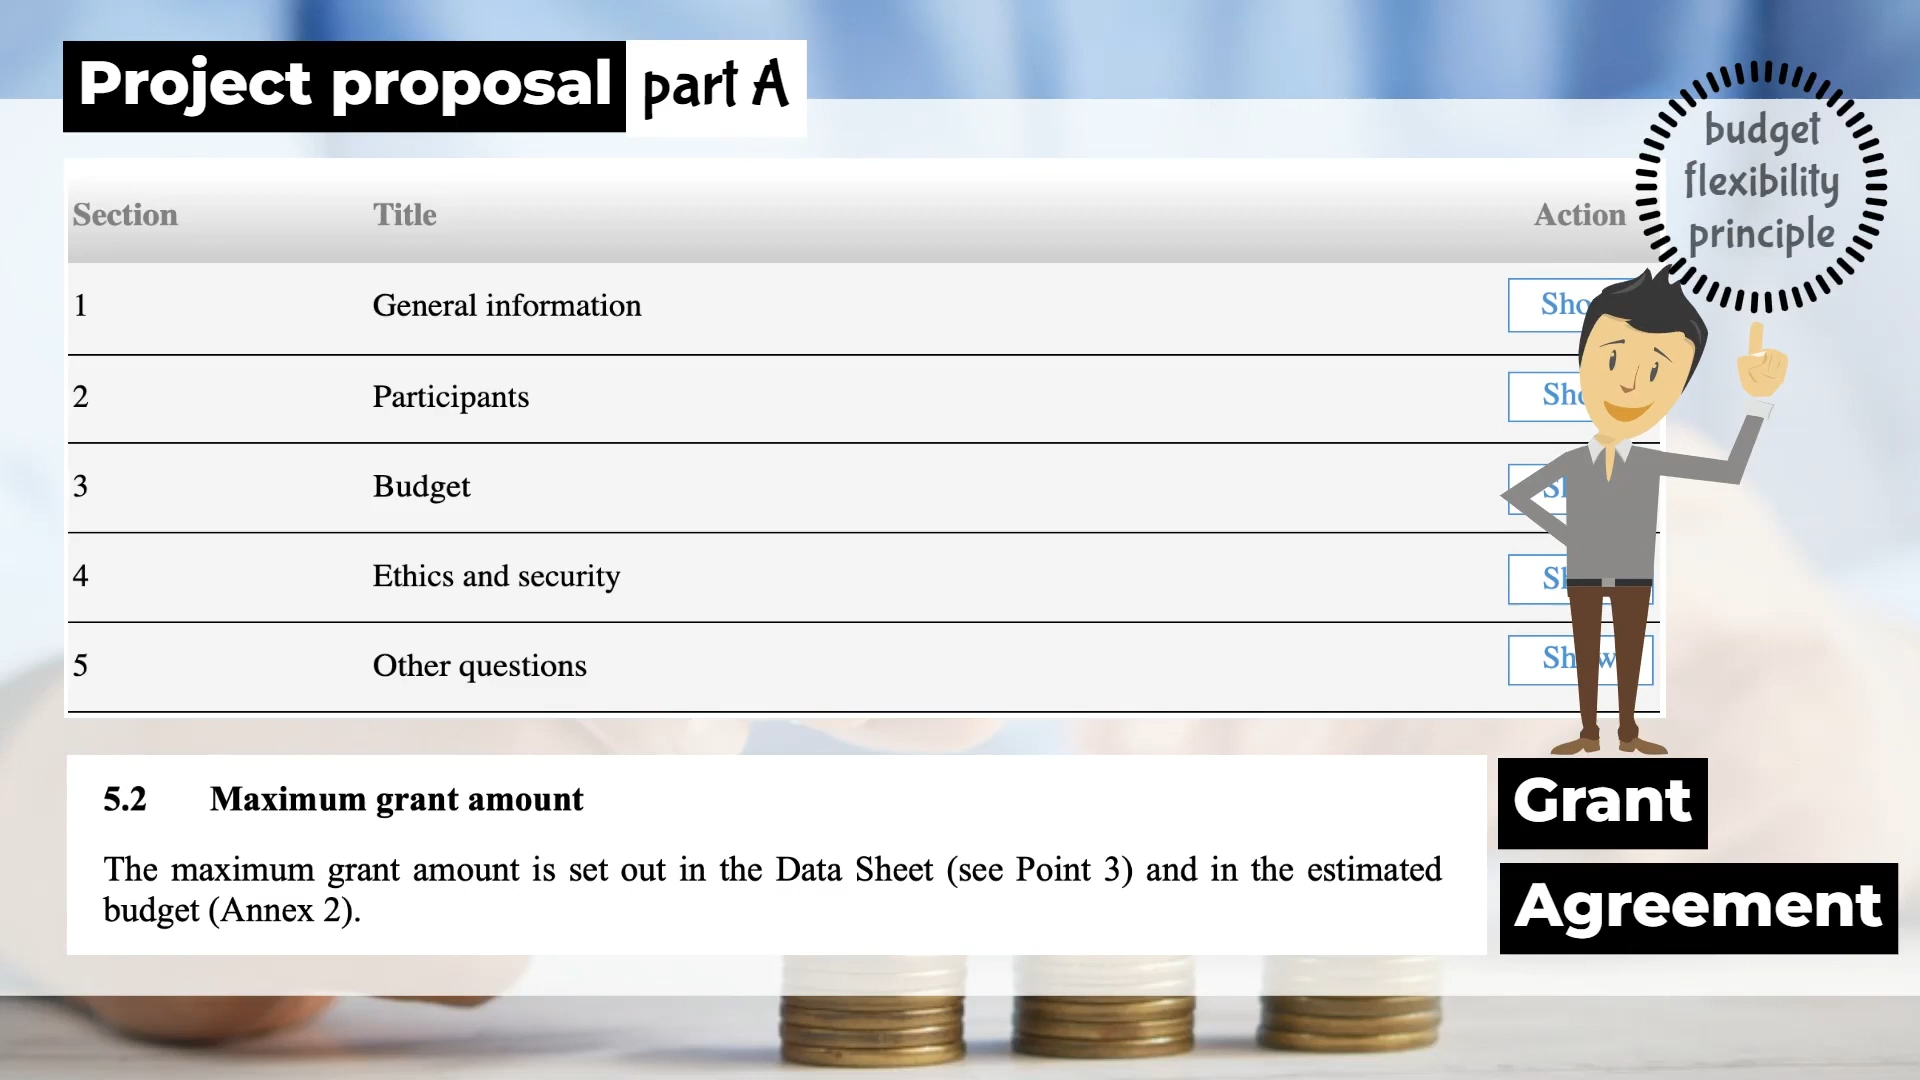 Project proposal part A
budget
flexibility
principle
Section Title Action
1 General information
2 Participants
3 Budget
4 Ethics and security
5 Other questions
5.2 Maximum grant amount
The maximum grant amount is set out in the Data Sheet (see Point 3) and in the estimated
budget (Annex 2).
Grant
Agreement